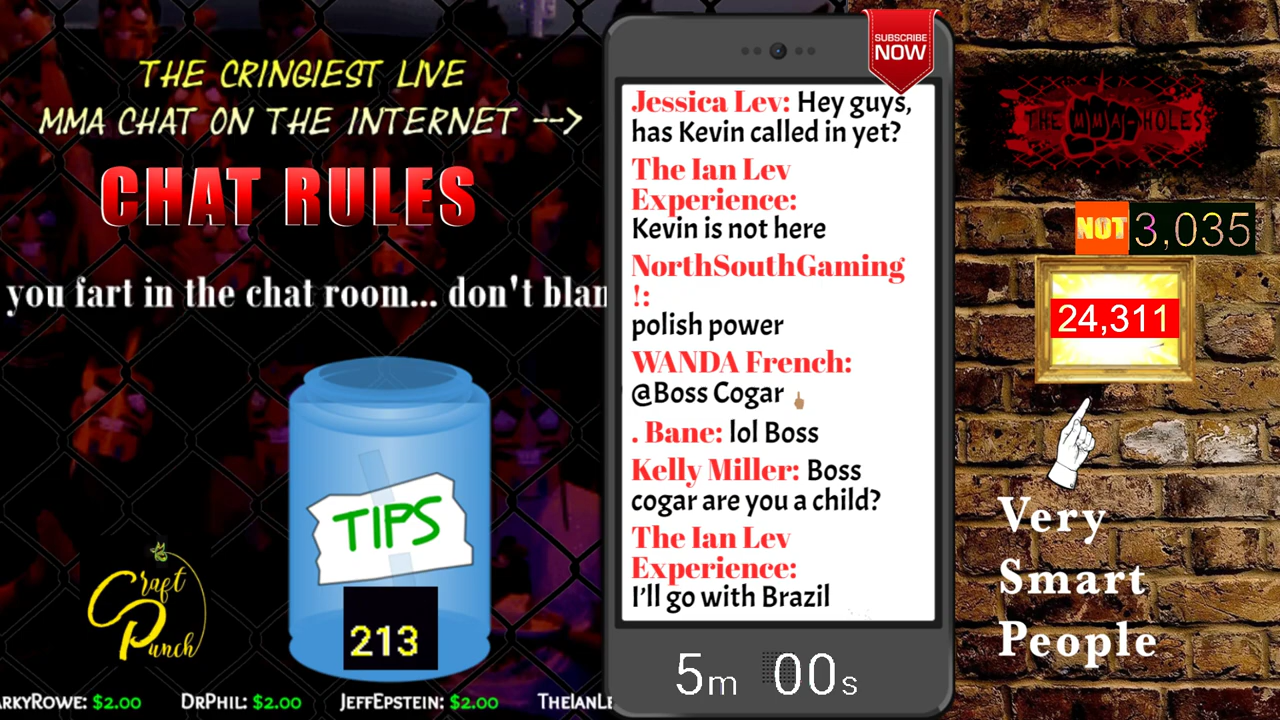 THE CRINGIEST LIVE
MMA CHAT ON THE INTERNET -->
CHAT RULES
you fart in the chat room... don't blan
TIPS
213
Craft
Punch
ARKYROWE: $2.00 DRPHIL: $2.00 JEFFEPSTEIN: $2.00 THEIANLE
SUBSCRIBE
NOW
Jessica Lev: Hey guys,
has Kevin called in yet?
The Ian Lev
Experience:
Kevin is not here
NorthSouthGaming
!:
polish power
WANDA French:
@Boss Cogar 🖕🏽
. Bane: lol Boss
Kelly Miller: Boss
cogar are you a child?
The Ian Lev
Experience:
I'll go with Brazil
5m 00s
THE MMA-HOLES
NOT 3,035
24,311
Very
Smart
People